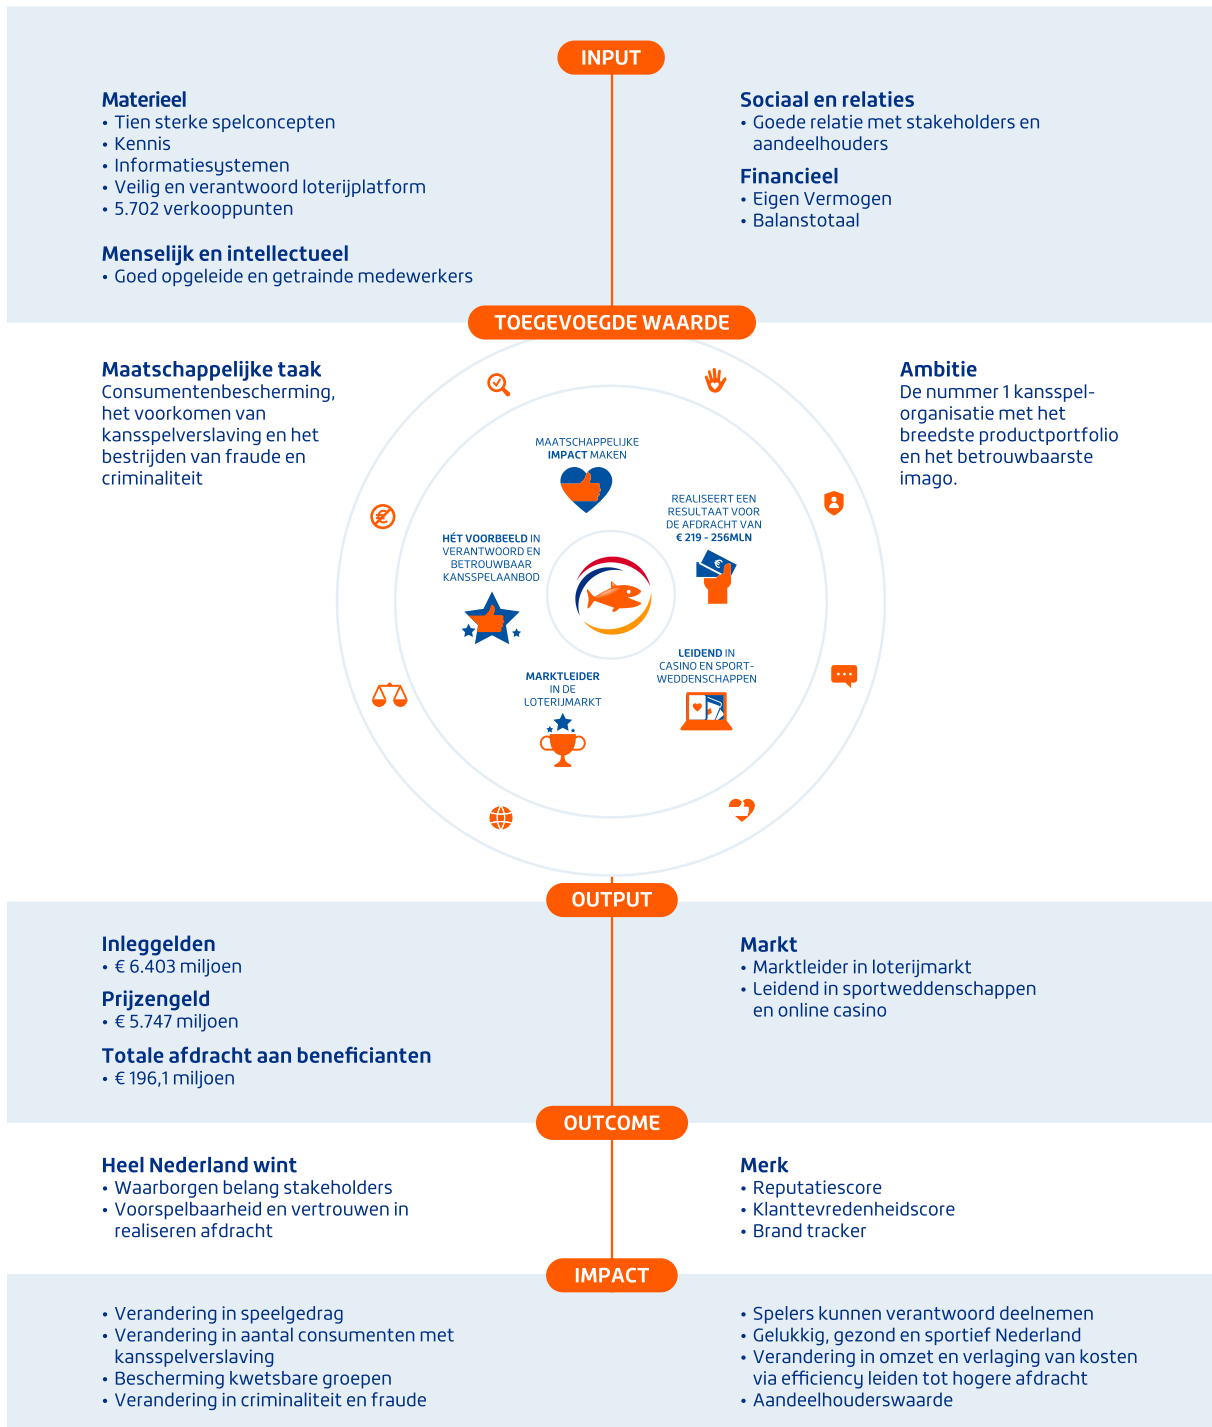 INPUT
Materieel
• Tien sterke spelconcepten
• Kennis
• Informatiesystemen
• Veilig en verantwoord loterijplatform
• 5.702 verkooppunten
Menselijk en intellectueel
• Goed opgeleide en getrainde medewerkers
Sociaal en relaties
• Goede relatie met stakeholders en
aandeelhouders
Financieel
• Eigen Vermogen
• Balanstotaal
TOEGEVOEGDE WAARDE
Maatschappelijke taak
Consumentenbescherming,
het voorkomen van
kansspelverslaving en het
bestrijden van fraude en
criminaliteit
MAATSCHAPPELIJKE
IMPACT MAKEN
REALISEERT EEN
RESULTAAT VOOR
DE AFDRACHT VAN
€ 219 - 256MLN
HÉT VOORBEELD IN
VERANTWOORD EN
BETROUWBAAR
KANSSPELAANBOD
LEIDEND IN
CASINO EN SPORT-
WEDDENSCHAPPEN
MARKTLEIDER
IN DE
LOTERIJMARKT
Ambitie
De nummer 1 kansspel-
organisatie met het
breedste productportfolio
en het betrouwbaarste
imago.
OUTPUT
Inleggelden
• € 6.403 miljoen
Prijzengeld
• € 5.747 miljoen
Totale afdracht aan beneficianten
• € 196,1 miljoen
Markt
• Marktleider in loterijmarkt
• Leidend in sportweddenschappen
en online casino
OUTCOME
Heel Nederland wint
• Waarborgen belang stakeholders
• Voorspelbaarheid en vertrouwen in
realiseren afdracht
Merk
• Reputatiescore
• Klanttevredenheidscore
• Brand tracker
IMPACT
• Verandering in speelgedrag
• Verandering in aantal consumenten met
kansspelverslaving
• Bescherming kwetsbare groepen
• Verandering in criminaliteit en fraude
• Spelers kunnen verantwoord deelnemen
• Gelukkig, gezond en sportief Nederland
• Verandering in omzet en verlaging van kosten
via efficiency leiden tot hogere afdracht
• Aandeelhouderswaarde